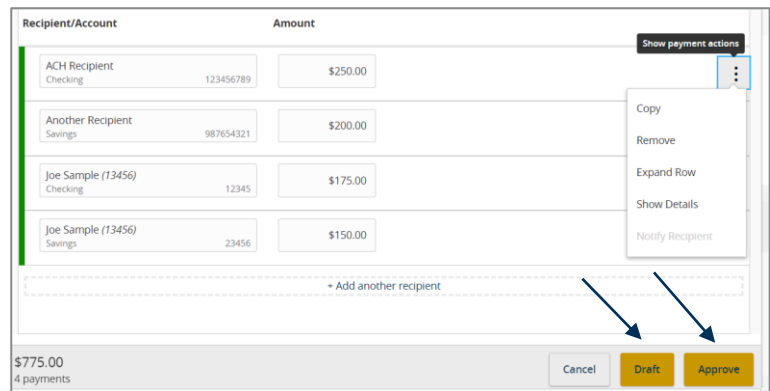 Recipient/Account Amount
Show payment actions
ACH Recipient
Checking 123456789
$250.00
Copy
Remove
Expand Row
Show Details
Notify Recipient
Another Recipient
Savings 987654321
$200.00
Joe Sample (13456)
Checking 12345
$175.00
Joe Sample (13456)
Savings 23456
$150.00
+ Add another recipient
$775.00
4 payments
Cancel Draft Approve